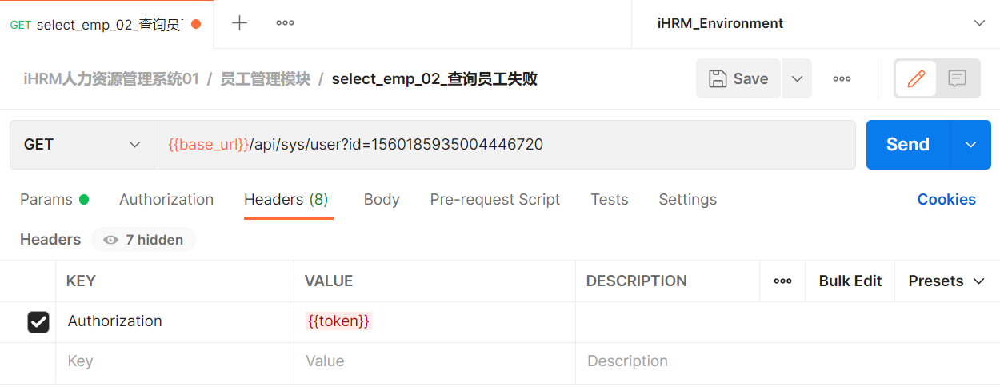 GET select_emp_02_查询员工
iHRM_Environment
iHRM人力资源管理系统01 / 员工管理模块 / select_emp_02_查询员工失败
Save
GET {{base_url}}/api/sys/user?id=1560185935004446720 Send
Params Authorization Headers (8) Body Pre-request Script Tests Settings Cookies
Headers 7 hidden
KEY VALUE DESCRIPTION Bulk Edit Presets
Authorization {{token}}
Key Value Description